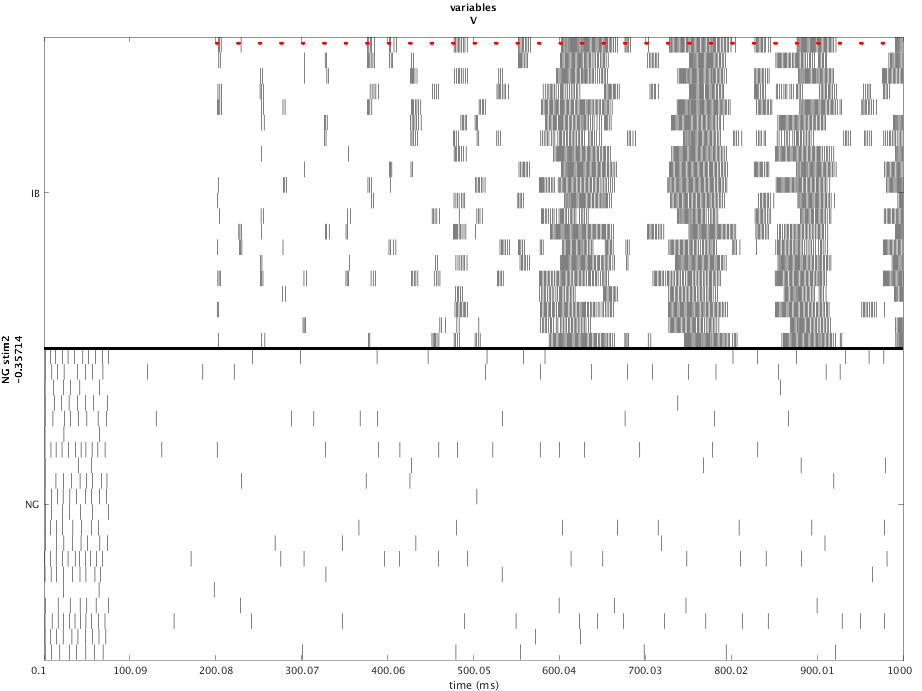 variables
V
IB
NG stim2
-0.35714
NG
0.1
100.09
200.08
300.07
400.06
500.05
600.04
700.03
800.02
900.01
1000
time (ms)